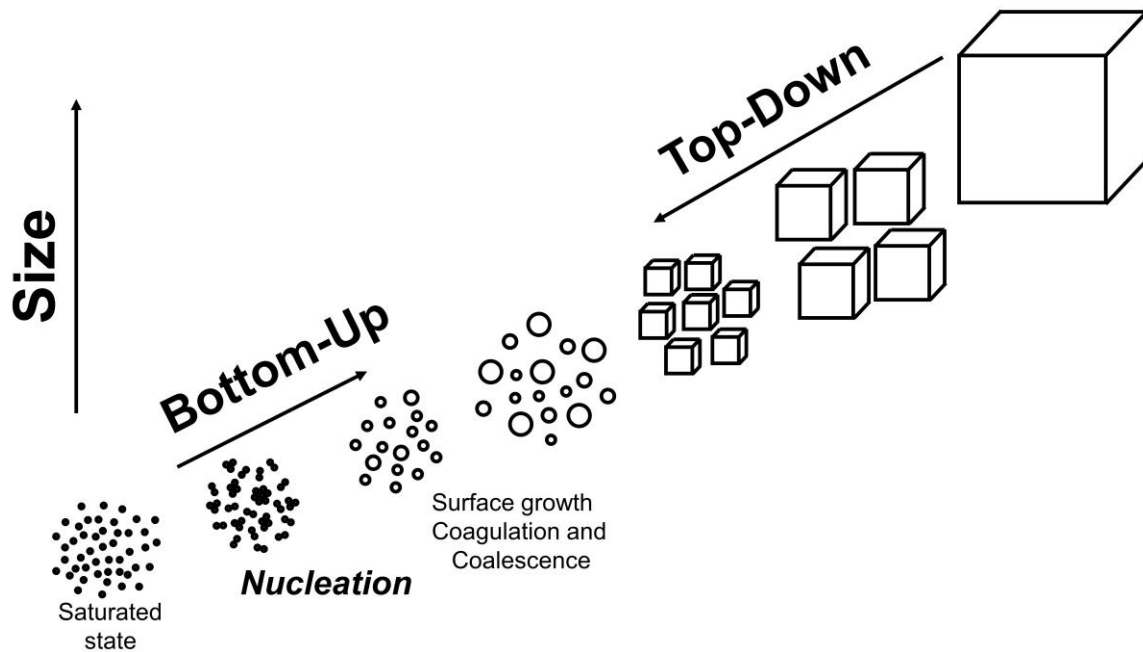 Size
Bottom-Up
Top-Down
Saturated
state
Nucleation
Surface growth
Coagulation and
Coalescence